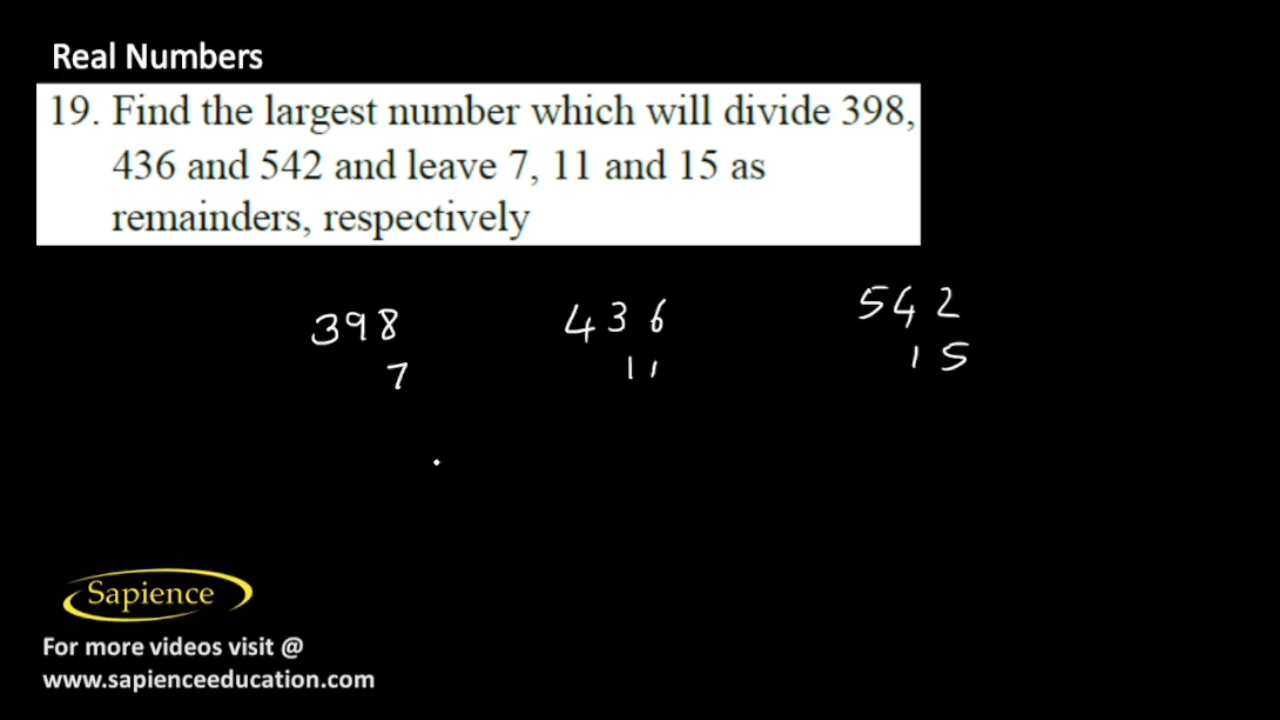 Real Numbers
19. Find the largest number which will divide 398,
436 and 542 and leave 7, 11 and 15 as
remainders, respectively
398 436 542
7 11 15
Sapience
For more videos visit @
www.sapienceeducation.com